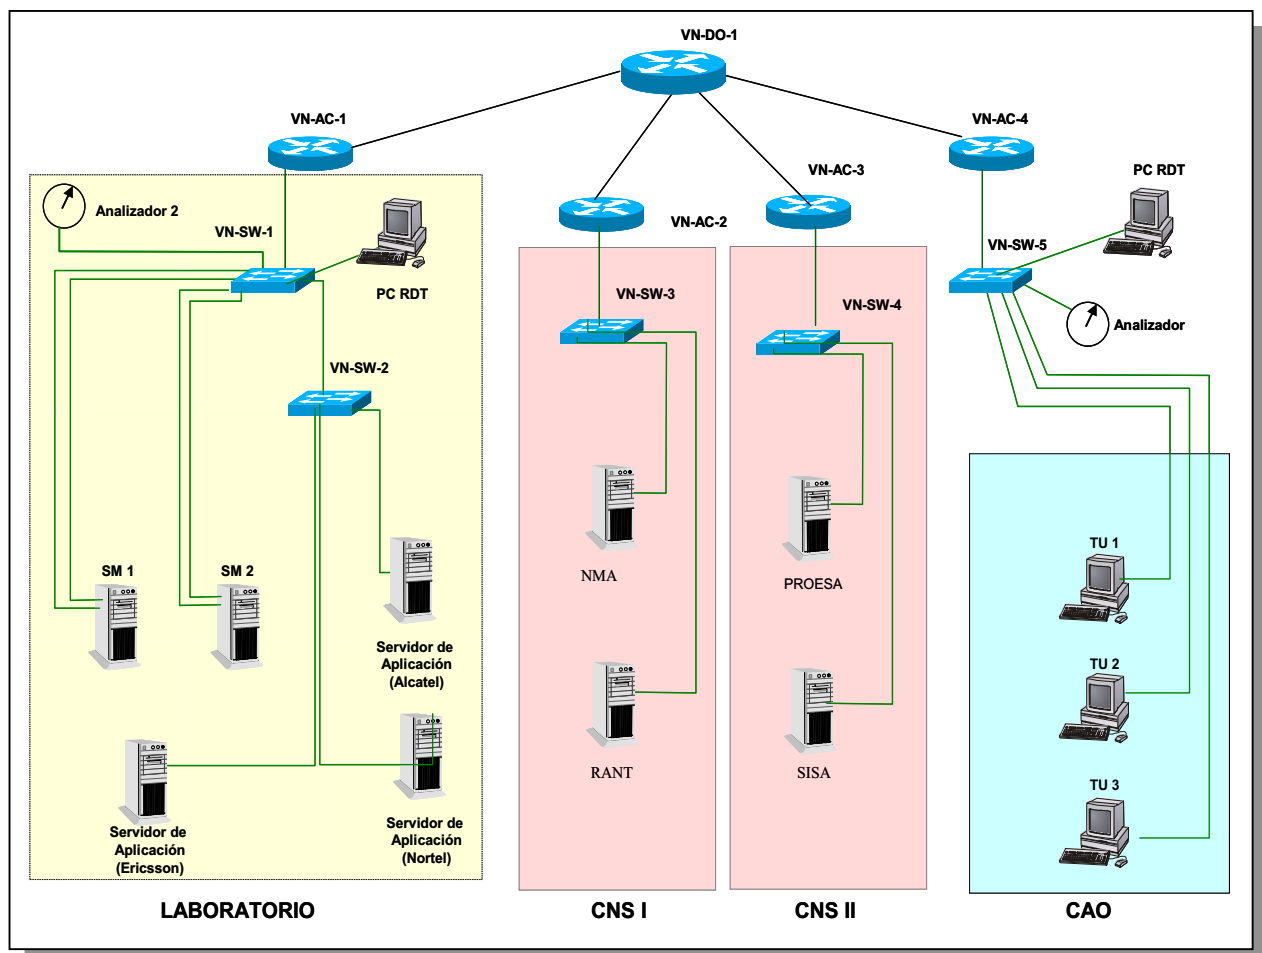 VN-DO-1
VN-AC-1
VN-AC-4
VN-AC-3
PC RDT
Analizador 2
VN-AC-2
VN-SW-1
VN-SW-5
PC RDT
VN-SW-3
VN-SW-4
Analizador
VN-SW-2
TU 1
SM 1
SM 2
NMA
PROESA
Servidor de
Aplicación
(Alcatel)
TU 2
RANT
SISA
TU 3
Servidor de
Aplicación
(Ericsson)
Servidor de
Aplicación
(Nortel)
LABORATORIO
CNS I
CNS II
CAO